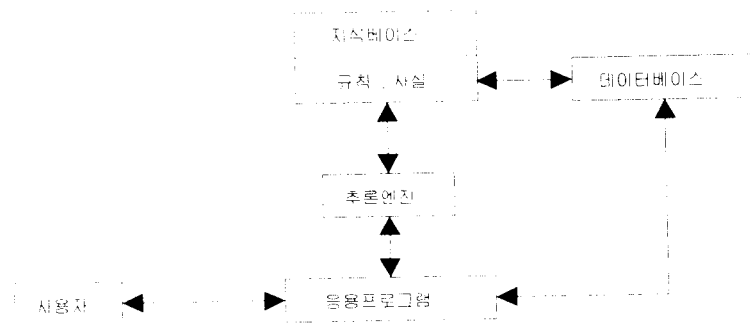 지식베이스
규칙 , 사실
데이터베이스
추론엔진
사용자
응용프로그램